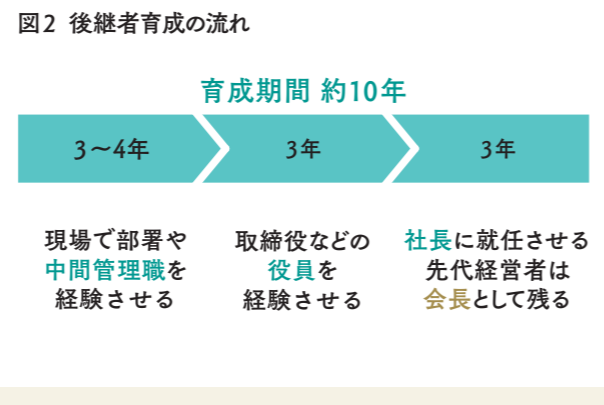 図2 後継者育成の流れ
育成期間 約10年
3〜4年
3年
3年
現場で部署や
中間管理職を
経験させる
取締役などの
役員を
経験させる
社長に就任させる
先代経営者は
会長として残る